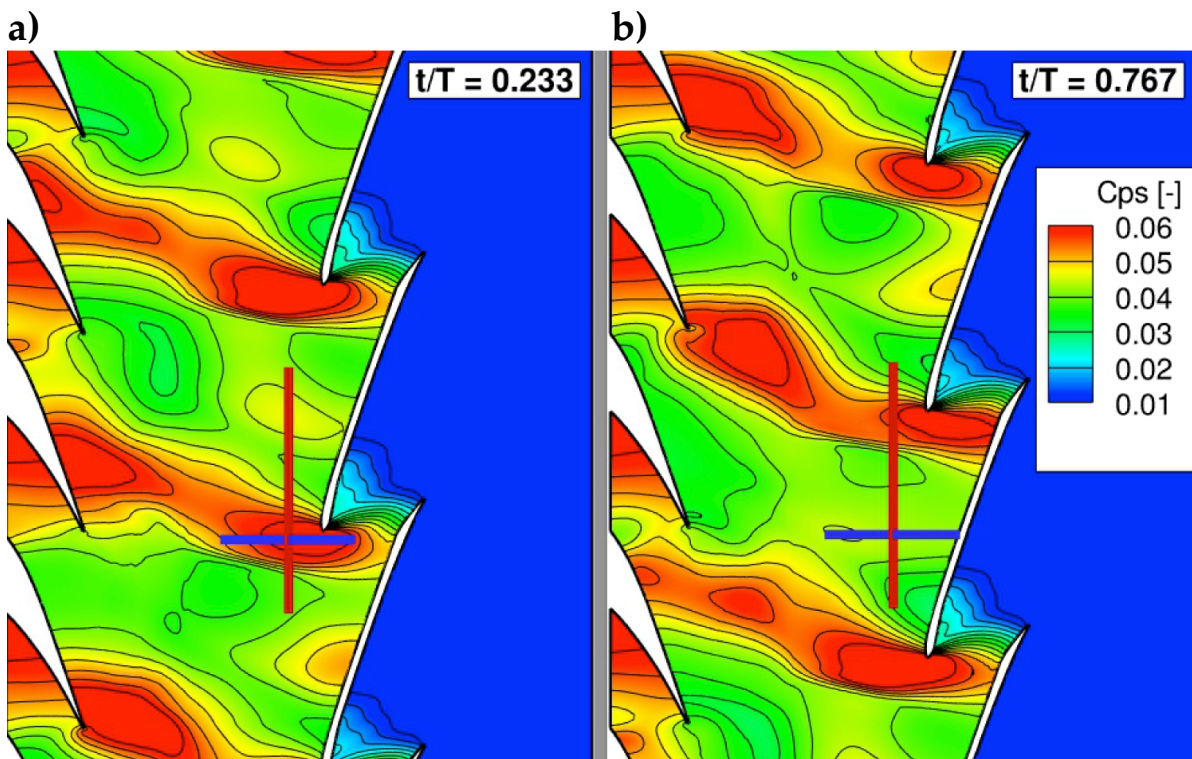 a)
b)
t/T = 0.233
t/T = 0.767
Cps [-]
0.06
0.05
0.04
0.03
0.02
0.01